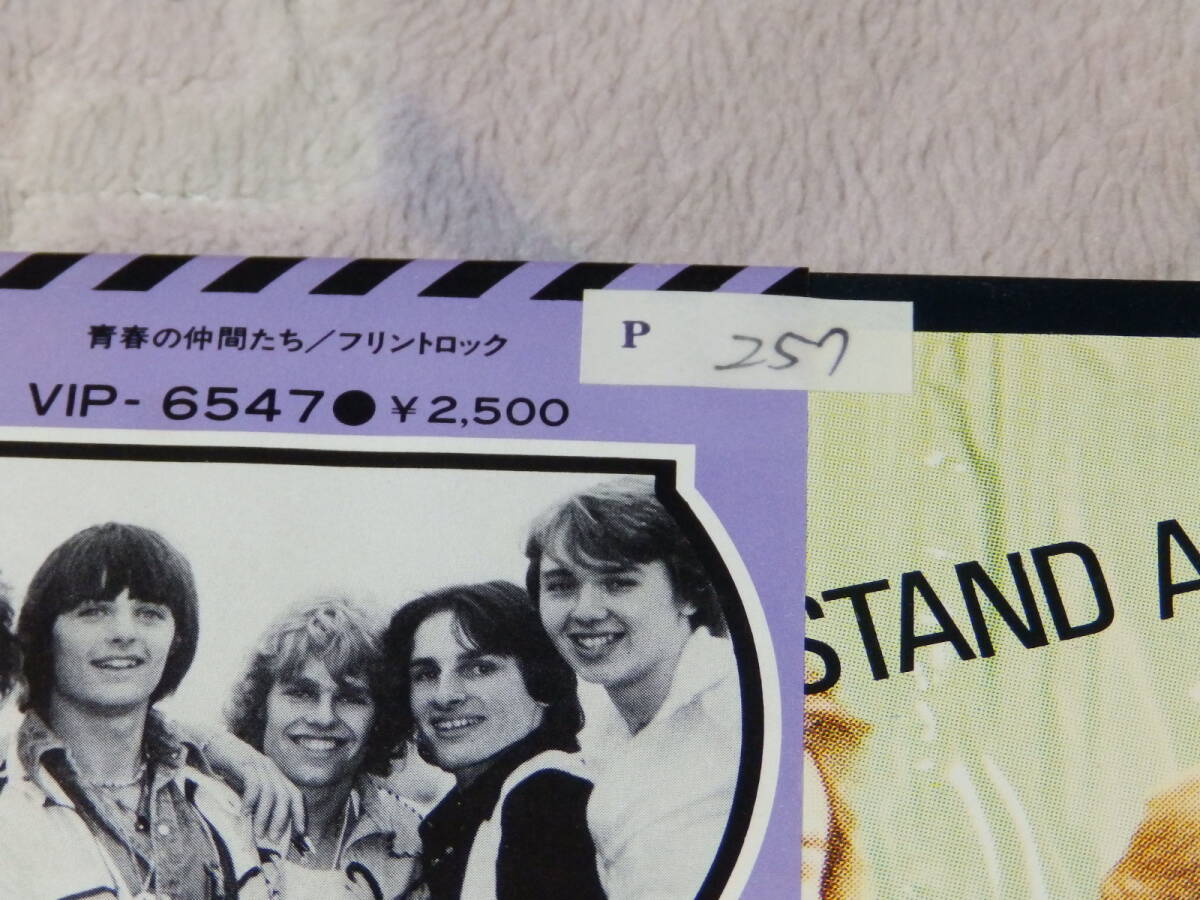 青春の仲間たち/フリントロック
VIP- 6547● ¥2,500
P 257
STAND A